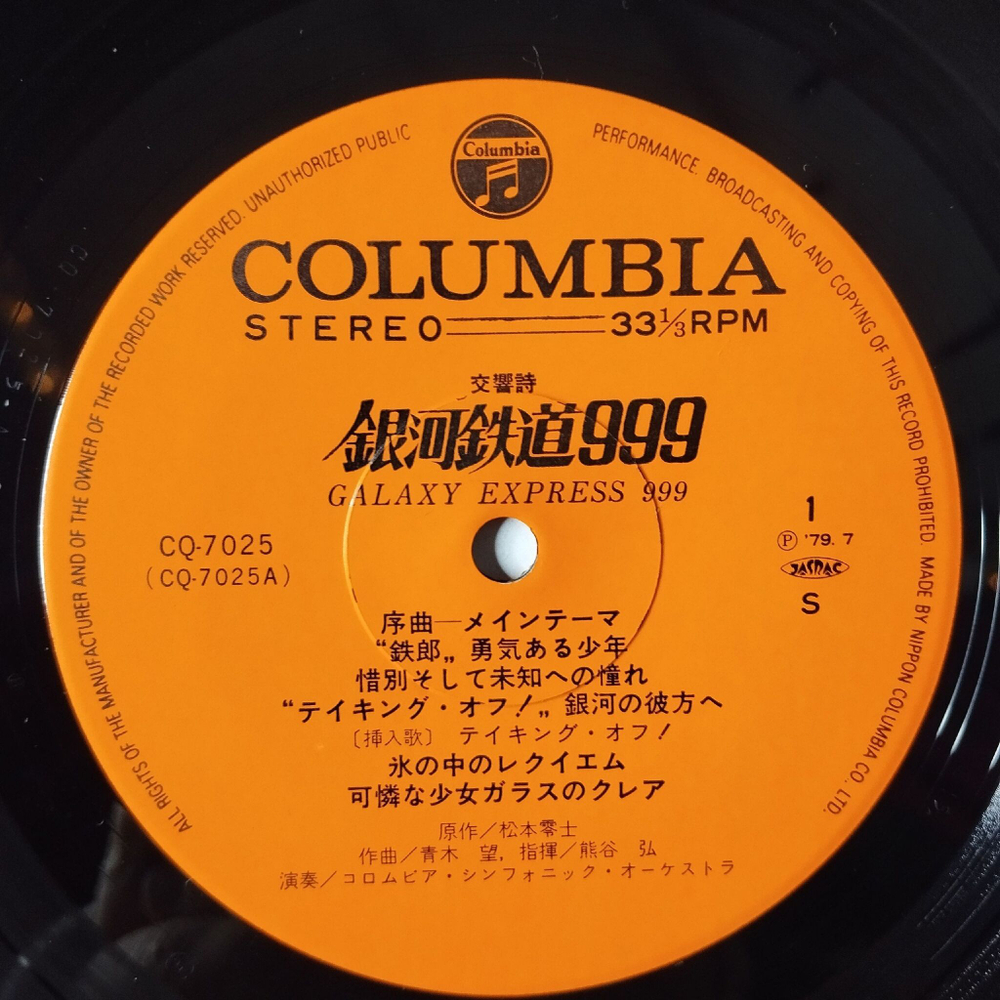 Columbia
COLUMBIA
STEREO 33 1/3 RPM
交響詩
銀河鉄道999
GALAXY EXPRESS 999
CQ-7025
(CQ-7025A)
1
Ⓟ '79. 7
JASRAC
S
序曲—メインテーマ
“鉄郎„ 勇気ある少年
惜別そして未知への憧れ
“テイキング・オフ!„ 銀河の彼方へ
〔挿入歌〕 テイキング・オフ!
氷の中のレクイエム
可憐な少女ガラスのクレア
原作/松本零士
作曲/青木 望, 指揮/熊谷 弘
演奏/コロムビア・シンフォニック・オーケストラ
ALL RIGHTS OF THE MANUFACTURER AND OF THE OWNER OF THE RECORDED WORK RESERVED. UNAUTHORIZED PUBLIC PERFORMANCE. BROADCASTING AND COPYING OF THIS RECORD PROHIBITED. MADE BY NIPPON COLUMBIA CO., LTD.